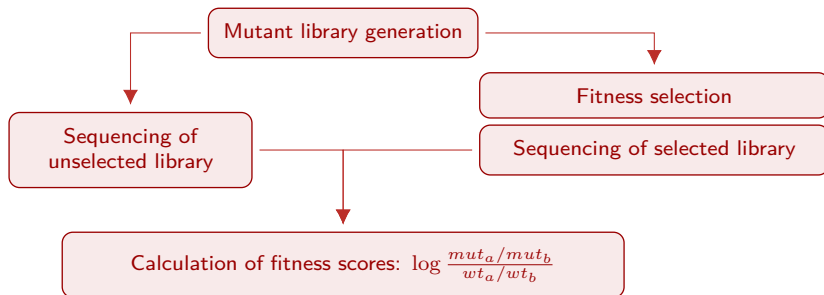 Mutant library generation
Fitness selection
Sequencing of
unselected library
Sequencing of selected library
Calculation of fitness scores: $\log \frac{mut_a/mut_b}{wt_a/wt_b}$